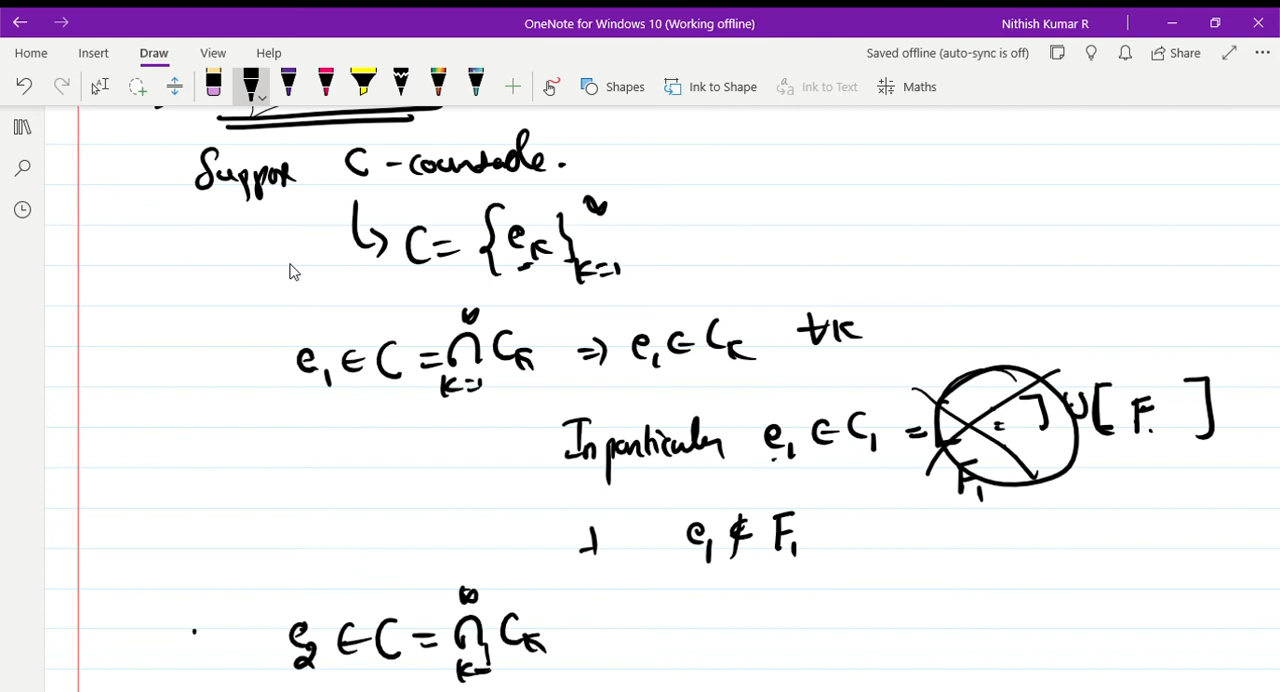 OneNote for Windows 10 (Working offline)
Nithish Kumar R
Home Insert Draw View Help
Saved offline (auto-sync is off)
Share
Shapes
Ink to Shape
Ink to Text
Maths
Suppose C - countable.
↳ C = {e_k}_{k=1}^∞
e_1 ∈ C = ⋂_{k=1}^∞ C_k ⇒ e_1 ∈ C_k ∀k
In particular e_1 ∈ C_1 = [ ] ∪ [ F ]
F_1
e_1 ∉ F_1
e_2 ∈ C = ⋂_{k=}^∞ C_k